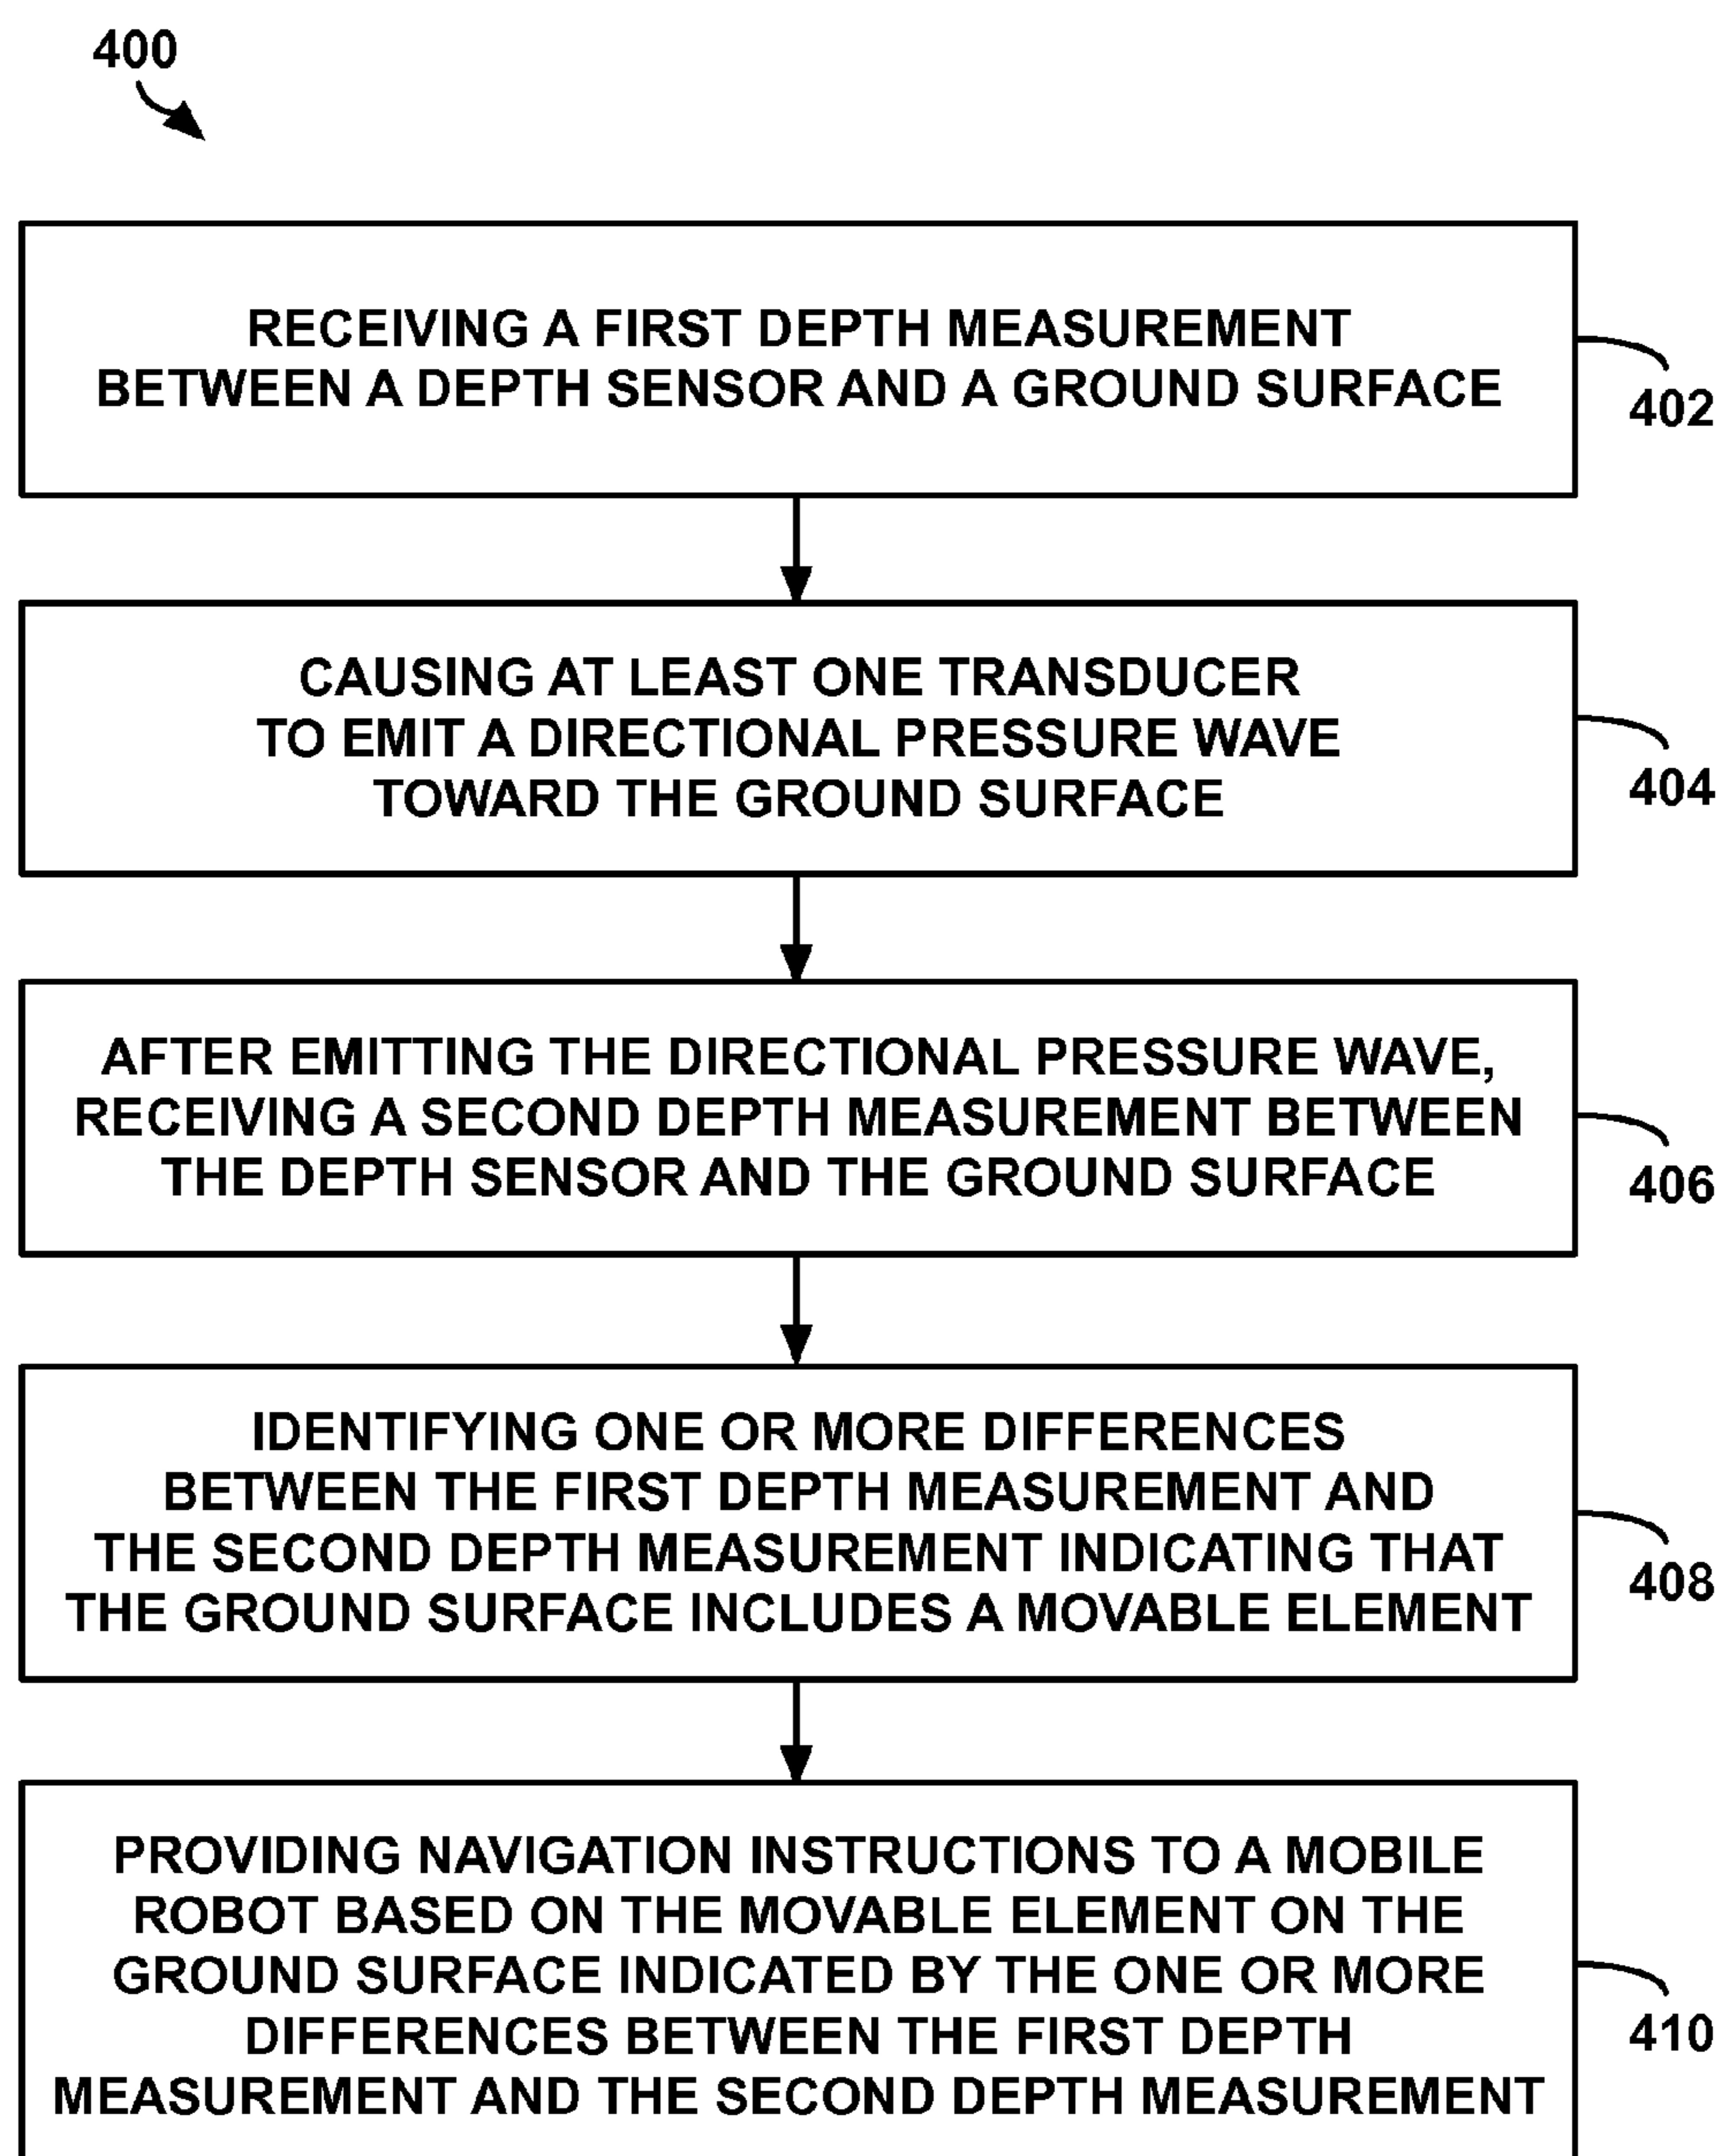 400
RECEIVING A FIRST DEPTH MEASUREMENT
BETWEEN A DEPTH SENSOR AND A GROUND SURFACE
402
CAUSING AT LEAST ONE TRANSDUCER
TO EMIT A DIRECTIONAL PRESSURE WAVE
TOWARD THE GROUND SURFACE
404
AFTER EMITTING THE DIRECTIONAL PRESSURE WAVE,
RECEIVING A SECOND DEPTH MEASUREMENT BETWEEN
THE DEPTH SENSOR AND THE GROUND SURFACE
406
IDENTIFYING ONE OR MORE DIFFERENCES
BETWEEN THE FIRST DEPTH MEASUREMENT AND
THE SECOND DEPTH MEASUREMENT INDICATING THAT
THE GROUND SURFACE INCLUDES A MOVABLE ELEMENT
408
PROVIDING NAVIGATION INSTRUCTIONS TO A MOBILE
ROBOT BASED ON THE MOVABLE ELEMENT ON THE
GROUND SURFACE INDICATED BY THE ONE OR MORE
DIFFERENCES BETWEEN THE FIRST DEPTH
MEASUREMENT AND THE SECOND DEPTH MEASUREMENT
410